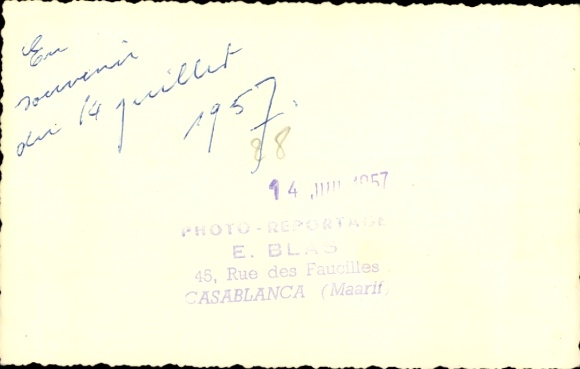 En
souvenir
du 14 juillet
1957.
88
14 JUIL 1957
PHOTO-REPORTAGE
E. BLAS
45, Rue des Faucilles
CASABLANCA (Maarif)